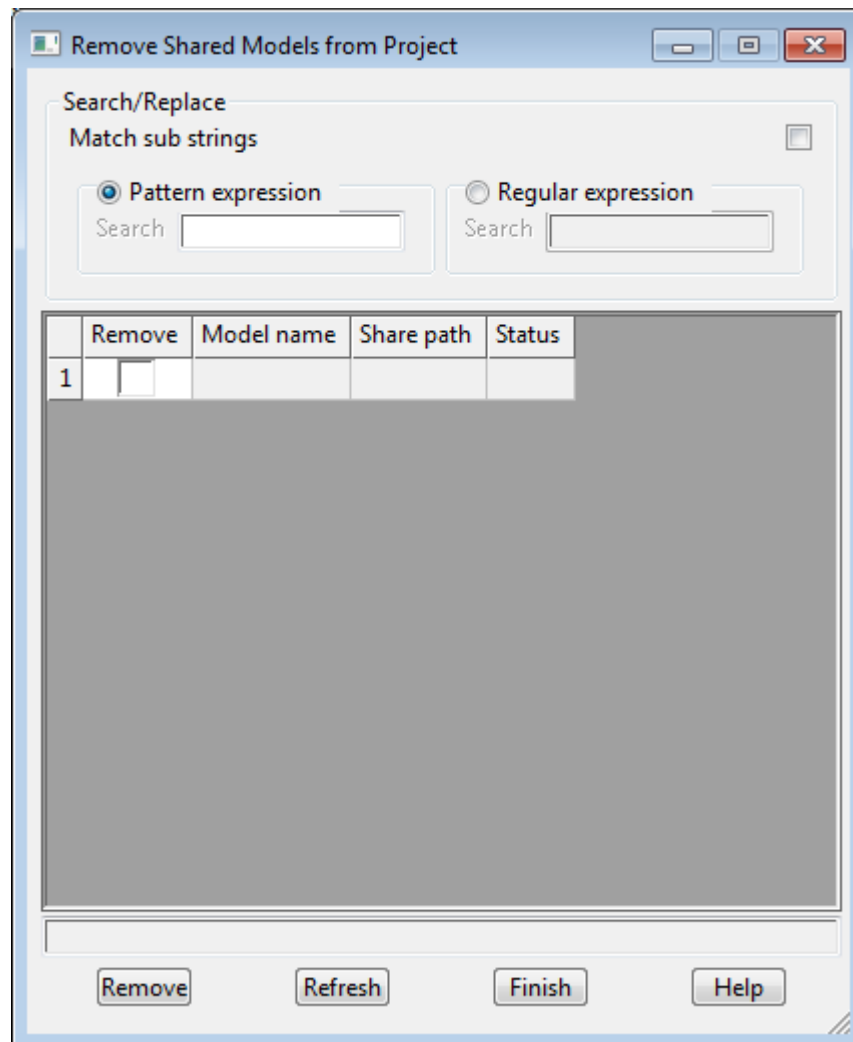 Remove Shared Models from Project
Search/Replace
Match sub strings
Pattern expression
Regular expression
Search
Search
Remove Model name Share path Status
1
Remove Refresh Finish Help